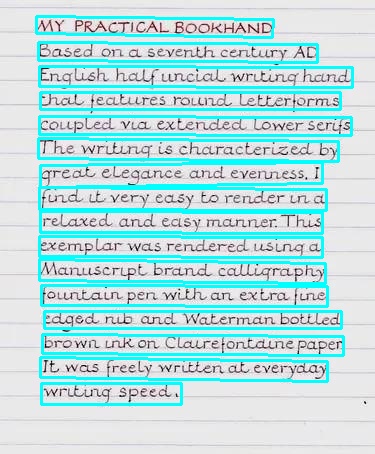 MY PRACTICAL BOOKHAND
Based on a seventh century AD
English half uncial writing hand
that features round letterforms
coupled via extended lower serifs
The writing is characterized by
great elegance and evenness. I
find it very easy to render in a
relaxed and easy manner. This
exemplar was rendered using a
Manuscript brand calligraphy
fountain pen with an extra fine
edged nib and Waterman bottled
brown ink on Clairefontaine paper
It was freely written at everyday
writing speed.